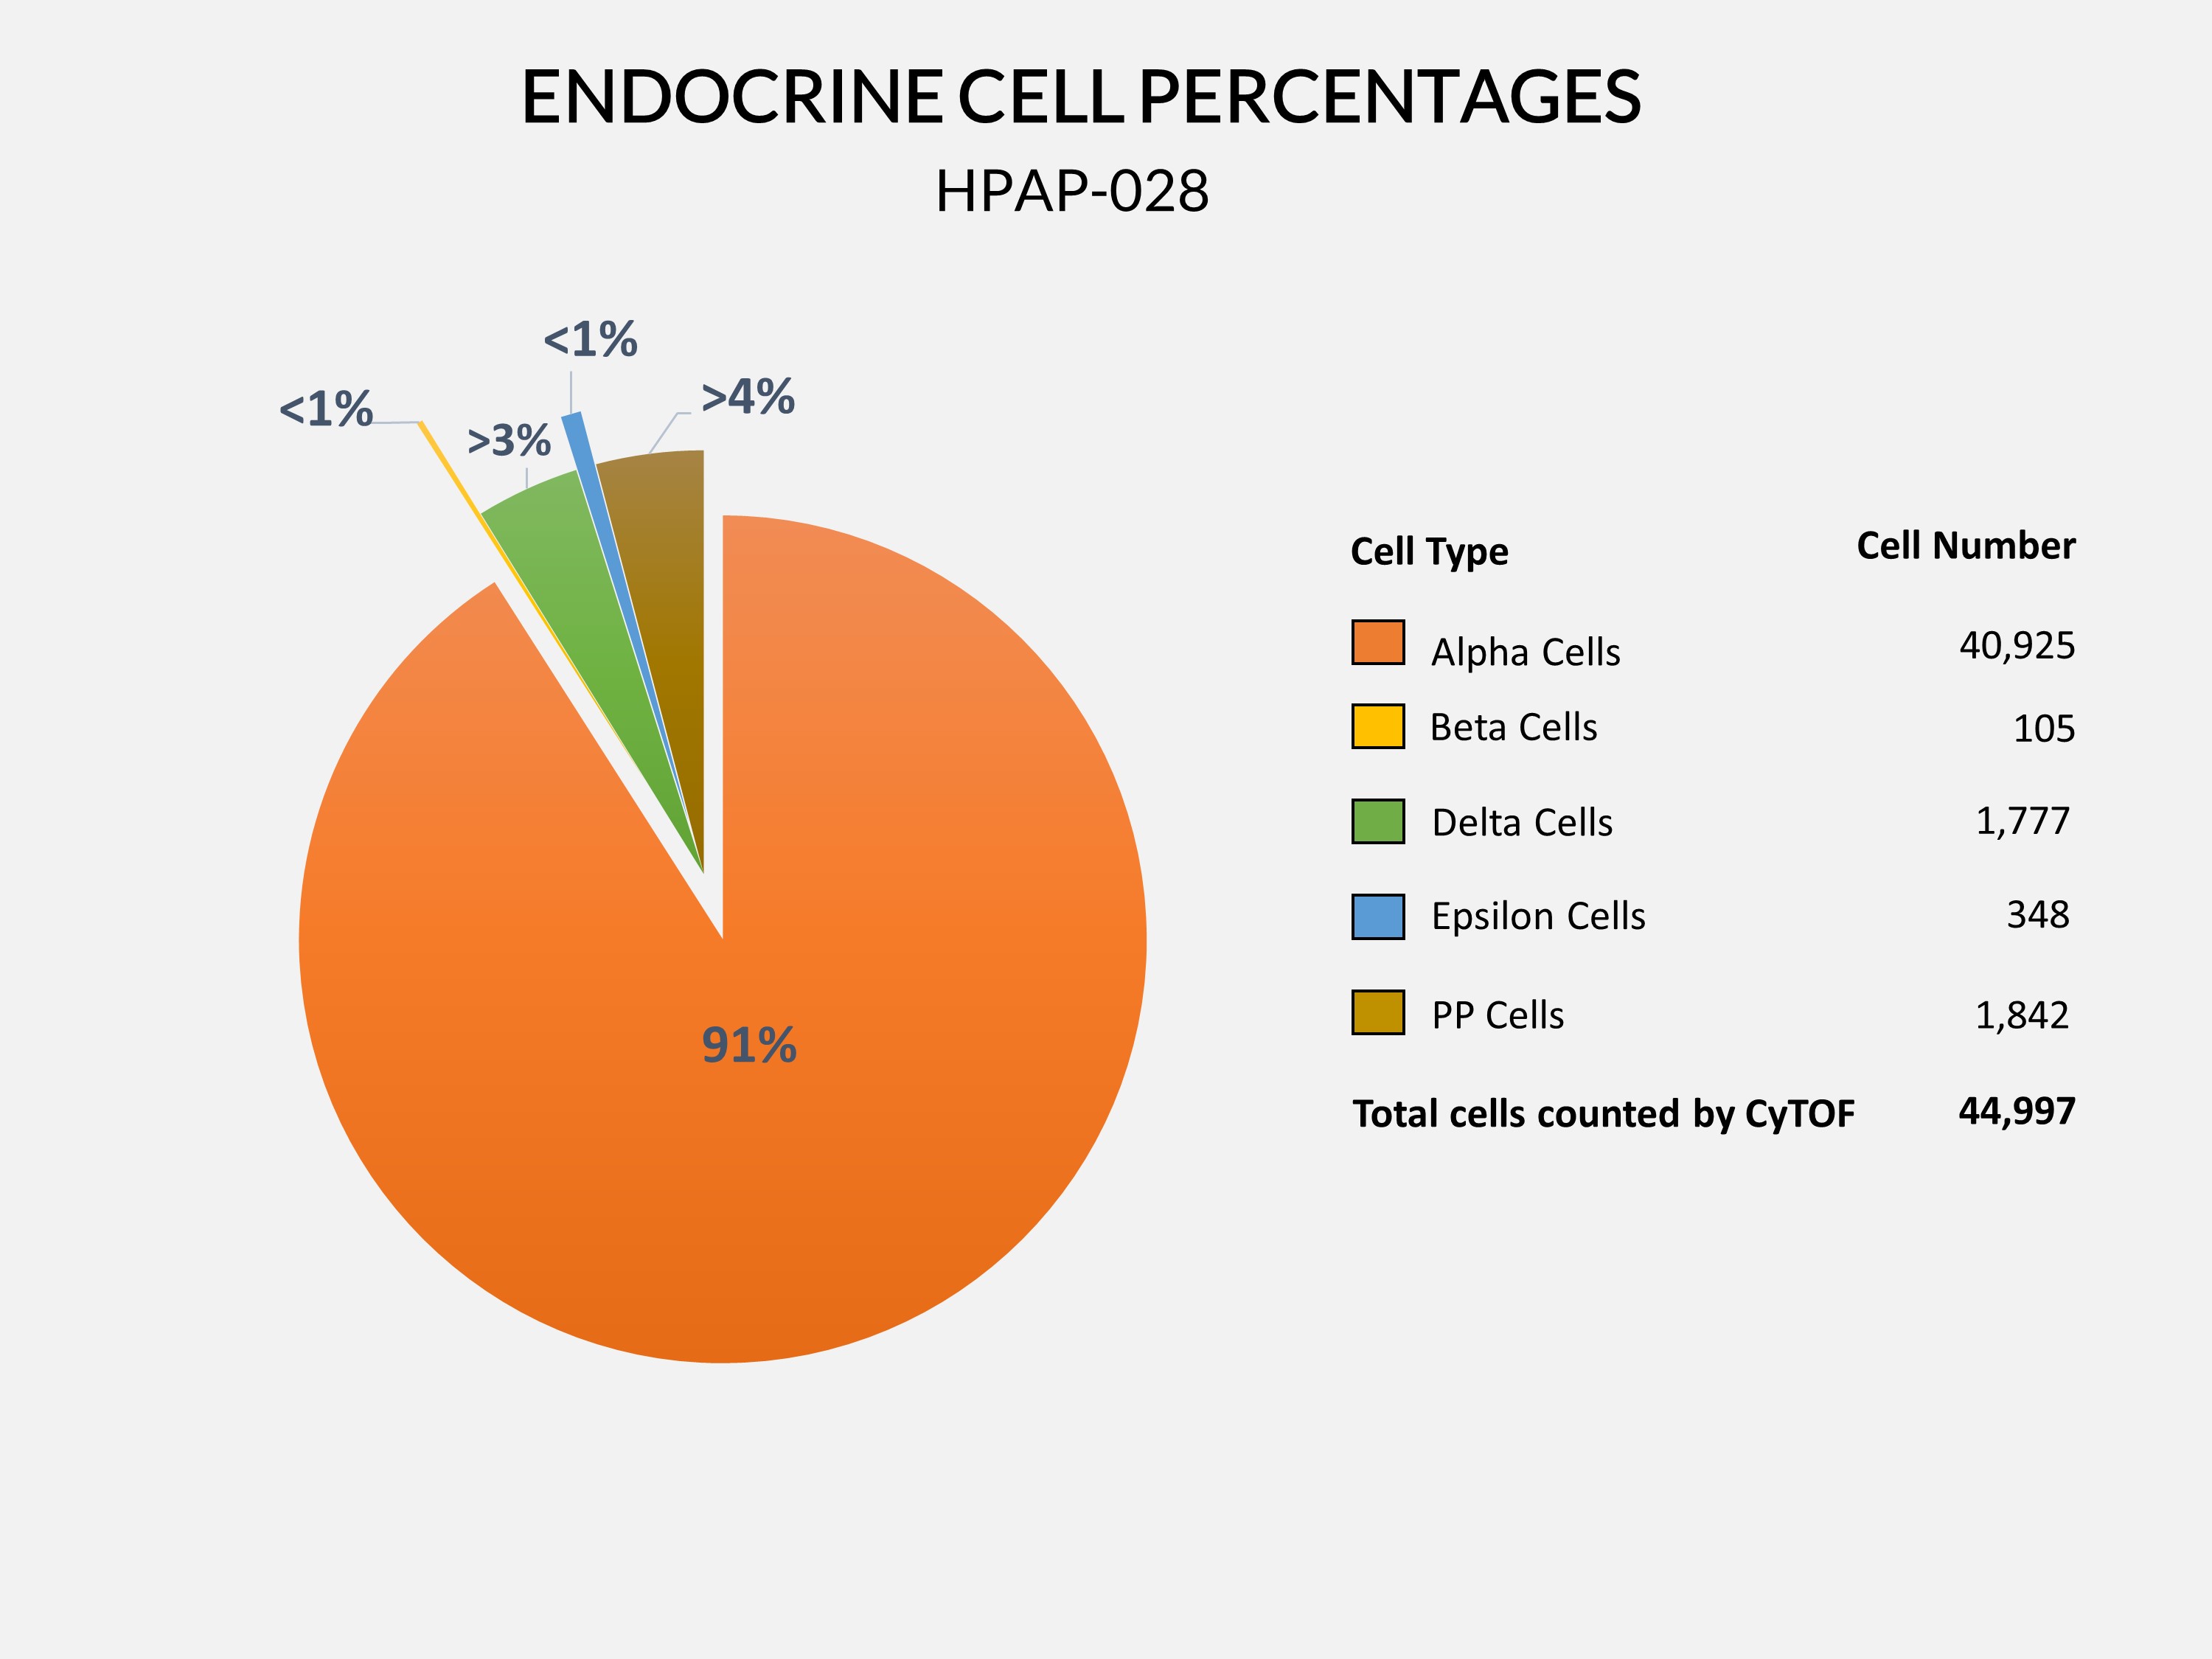 ENDOCRINE CELL PERCENTAGES
HPAP-028
<1%
>4%
<1%
>3%
91%
Cell Type Cell Number
Alpha Cells 40,925
Beta Cells 105
Delta Cells 1,777
Epsilon Cells 348
PP Cells 1,842
Total cells counted by CyTOF 44,997